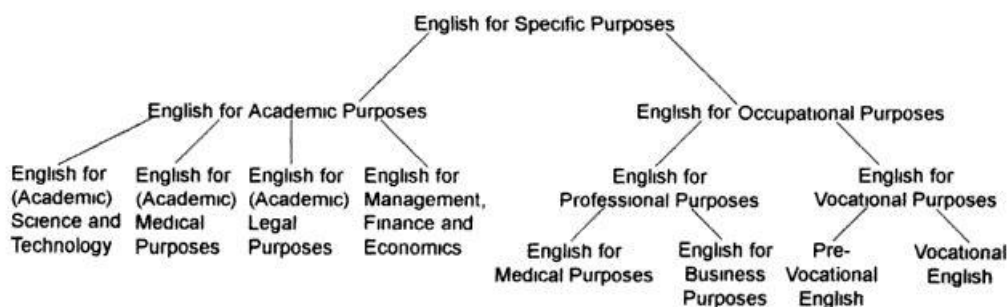 English for Specific Purposes
English for Academic Purposes
English for Occupational Purposes
English for
(Academic)
Science and
Technology
English for
(Academic)
Medical
Purposes
English for
(Academic)
Legal
Purposes
English for
Management,
Finance and
Economics
English for
Professional Purposes
English for
Vocational Purposes
English for
Medical Purposes
English for
Business
Purposes
Pre-
Vocational
English
Vocational
English